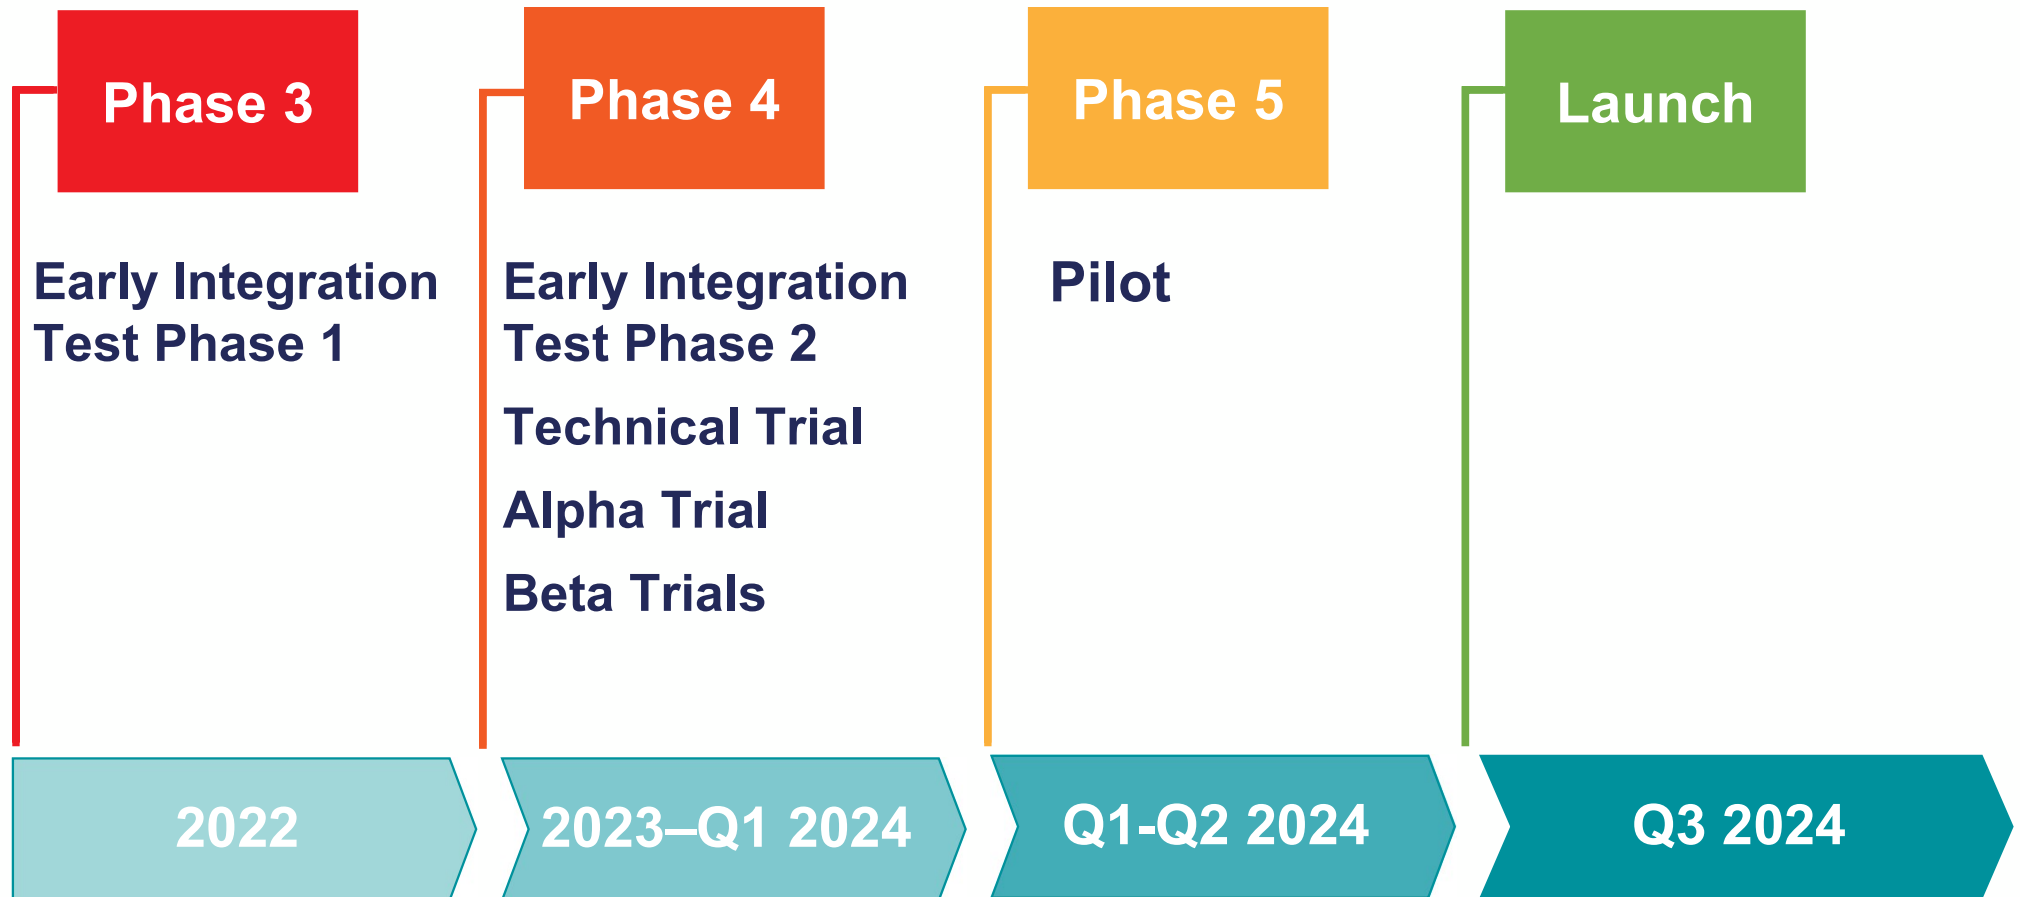 Phase 3
Phase 4
Phase 5
Launch
Early Integration
Test Phase 1
Early Integration
Test Phase 2
Technical Trial
Alpha Trial
Beta Trials
Pilot
2022
2023–Q1 2024
Q1-Q2 2024
Q3 2024